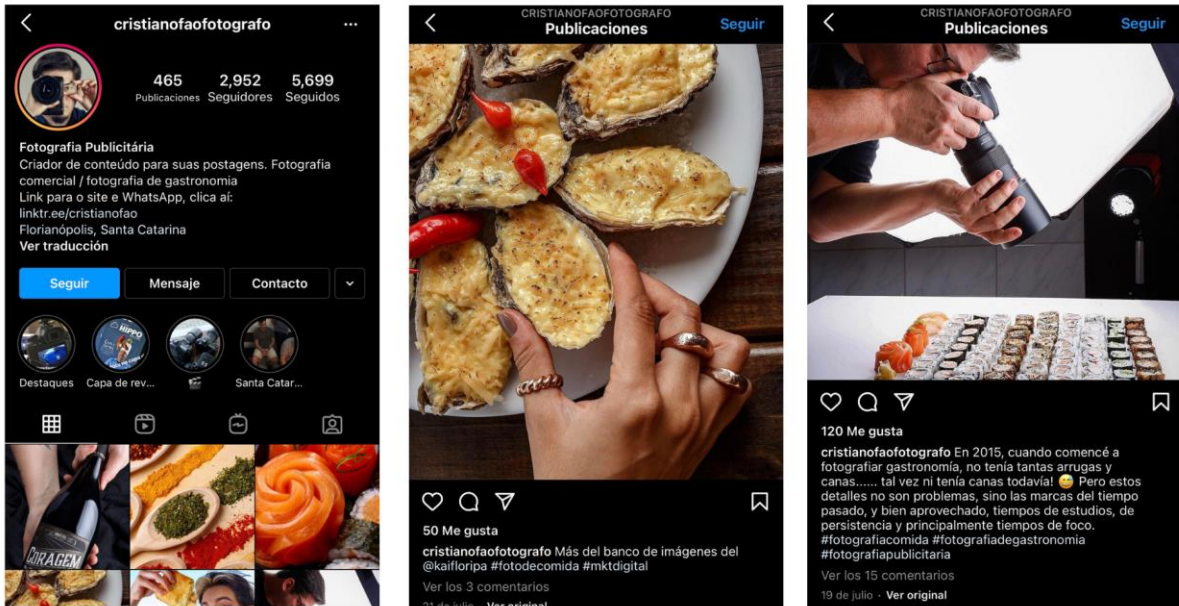 cristianofaofotografo
465
2,952
5,699
Publicaciones
Seguidores
Seguidos
Fotografia Publicitária
Criador de conteúdo para suas postagens. Fotografia
comercial / fotografia de gastronomia
Link para o site e WhatsApp, clica aí:
linktr.ee/cristianofao
Florianópolis, Santa Catarina
Ver traducción
Seguir
Mensaje
Contacto
HIPPO
Destaques
Capa de rev...
Santa Catar...
CORAGEM
CRISTIANOFAOFOTOGRAFO
Publicaciones
Seguir
50 Me gusta
cristianofaofotografo Más del banco de imágenes del
@kaifloripa #fotodecomida #mktdigital
Ver los 3 comentarios
21 de julio · Ver original
CRISTIANOFAOFOTOGRAFO
Publicaciones
Seguir
120 Me gusta
cristianofaofotografo En 2015, cuando comencé a
fotografiar gastronomía, no tenía tantas arrugas y
canas...... tal vez ni tenía canas todavía! 😅 Pero estos
detalles no son problemas, sino las marcas del tiempo
pasado, y bien aprovechado, tiempos de estudios, de
persistencia y principalmente tiempos de foco.
#fotografiacomida #fotografiadegastronomia
#fotografiapublicitaria
Ver los 15 comentarios
19 de julio · Ver original